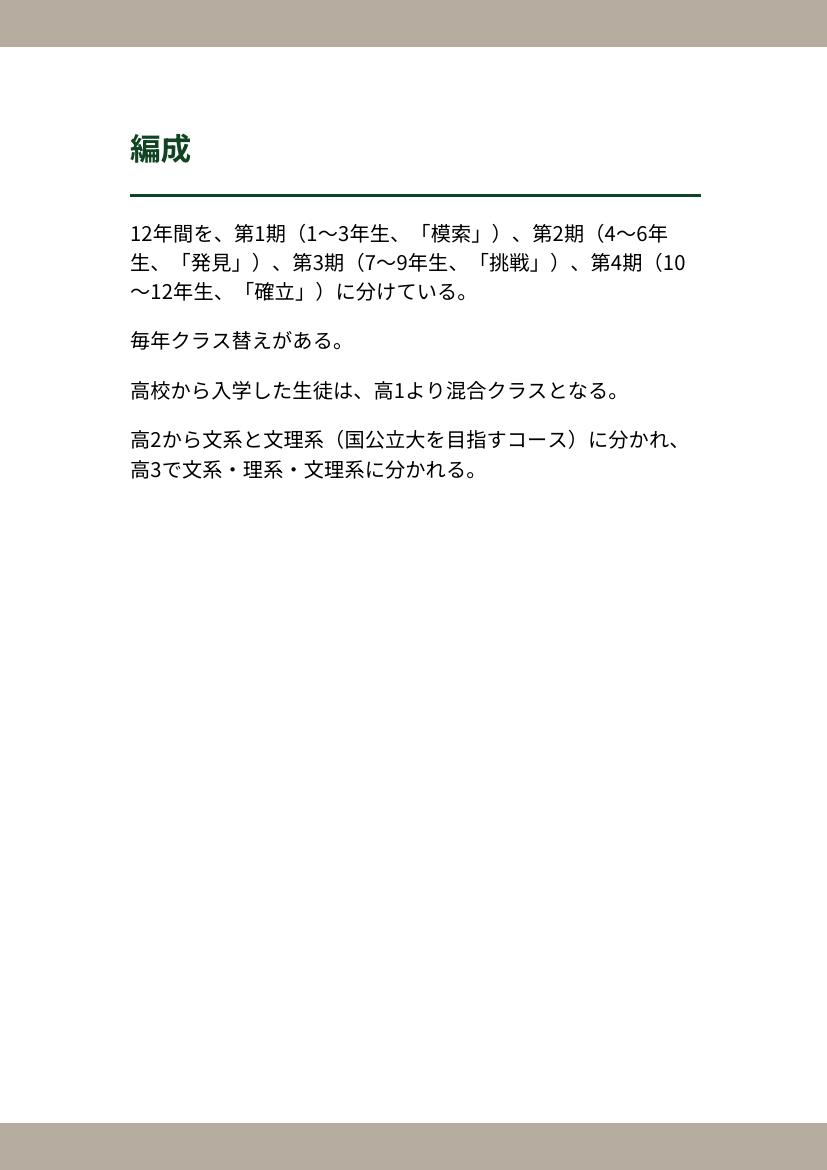 編成
12年間を、第1期（1〜3年生、「模索」）、第2期（4〜6年
生、「発見」）、第3期（7〜9年生、「挑戦」）、第4期（10
〜12年生、「確立」）に分けている。
毎年クラス替えがある。
高校から入学した生徒は、高1より混合クラスとなる。
高2から文系と文理系（国公立大を目指すコース）に分かれ、
高3で文系・理系・文理系に分かれる。